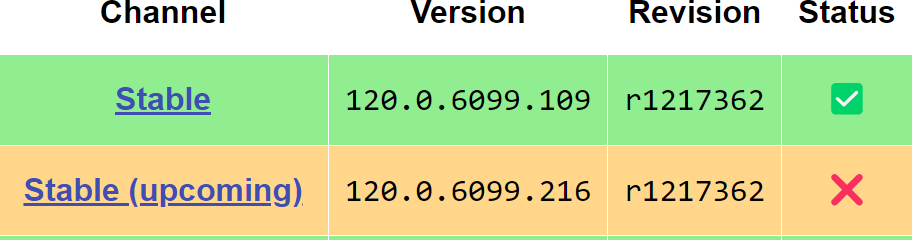 Channel Version Revision Status
Stable 120.0.6099.109 r1217362 ✅
Stable (upcoming) 120.0.6099.216 r1217362 ❌